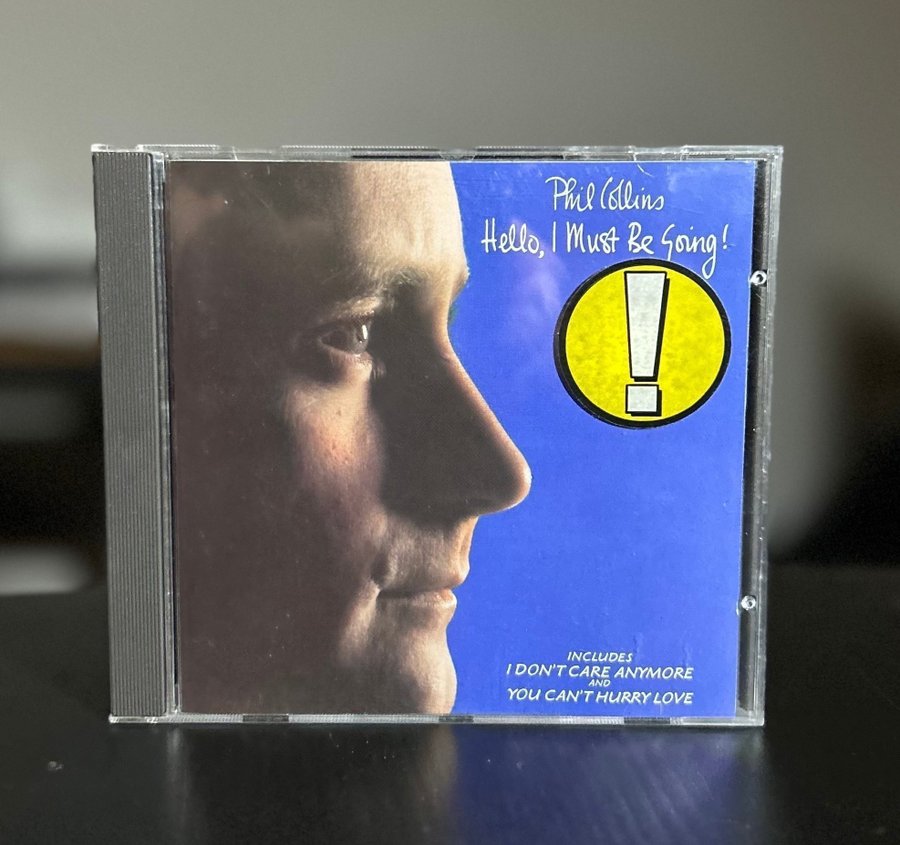 Phil Collins
Hello, I Must Be Going!
!
INCLUDES
I DON'T CARE ANYMORE
AND
YOU CAN'T HURRY LOVE